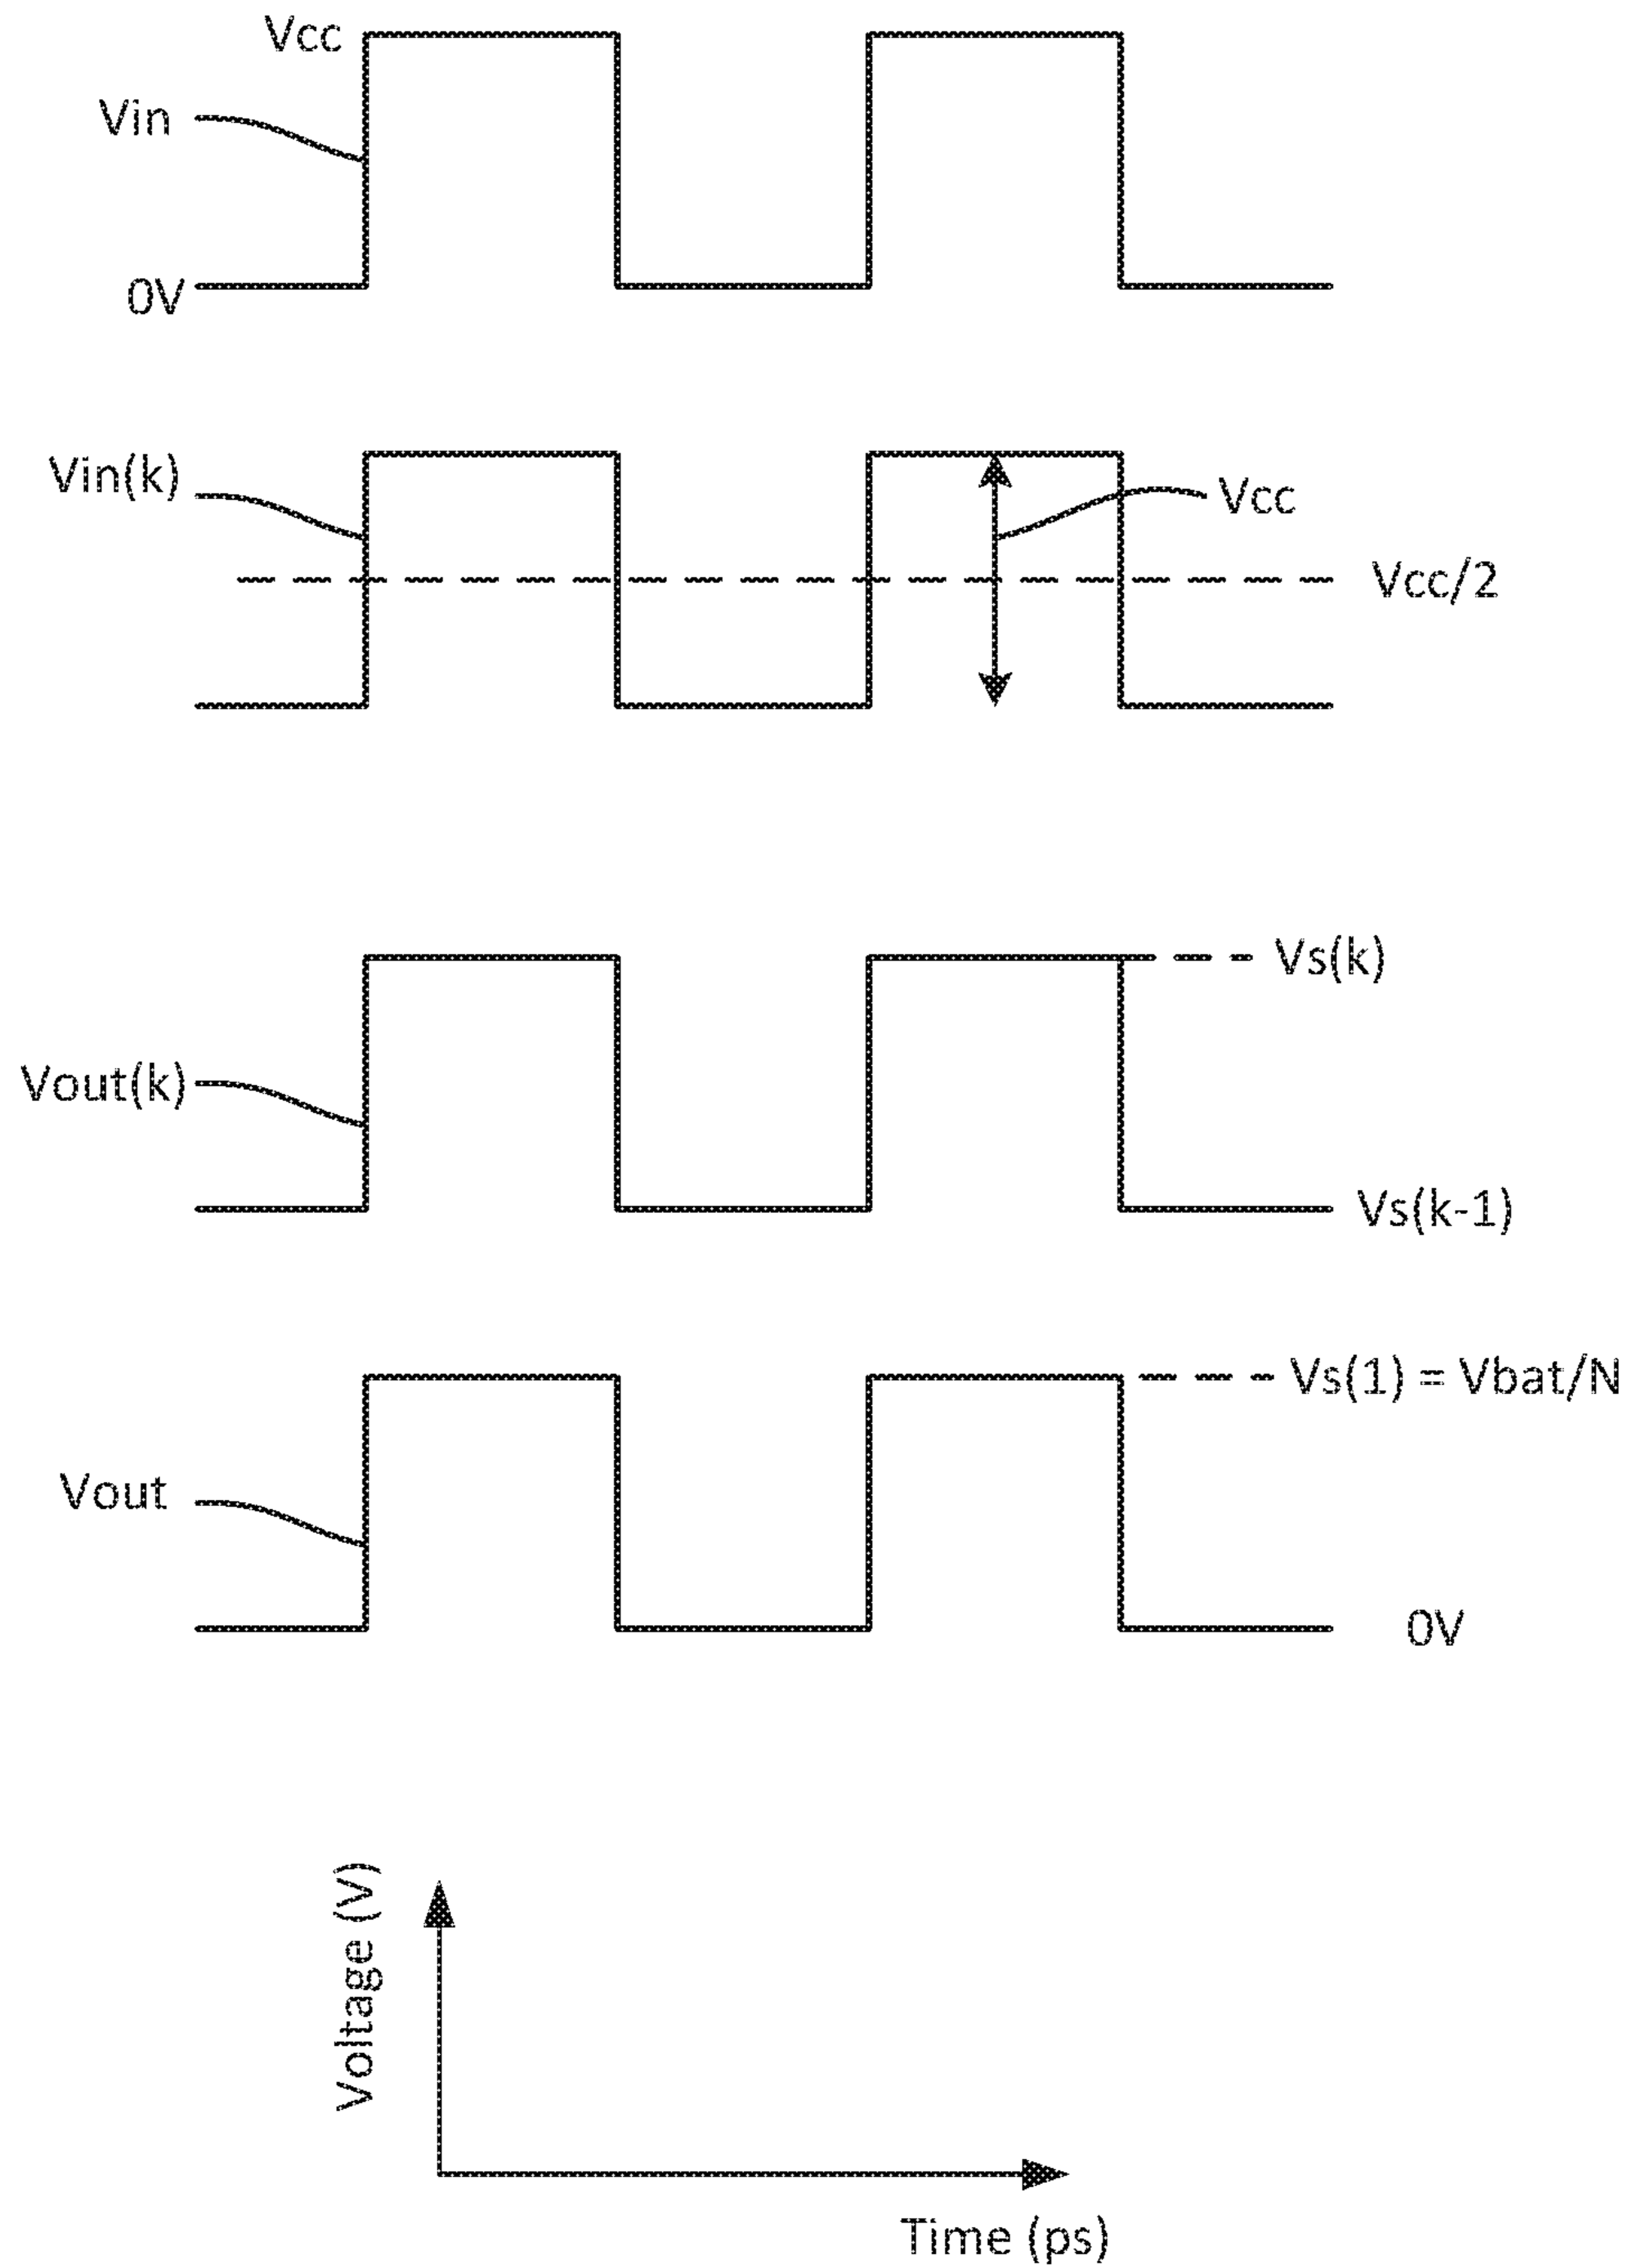 Vcc
Vin
0V
Vin(k)
Vcc
Vcc/2
Vs(k)
Vout(k)
Vs(k-1)
Vs(1) = Vbat/N
Vout
0V
Voltage (V)
Time (ps)